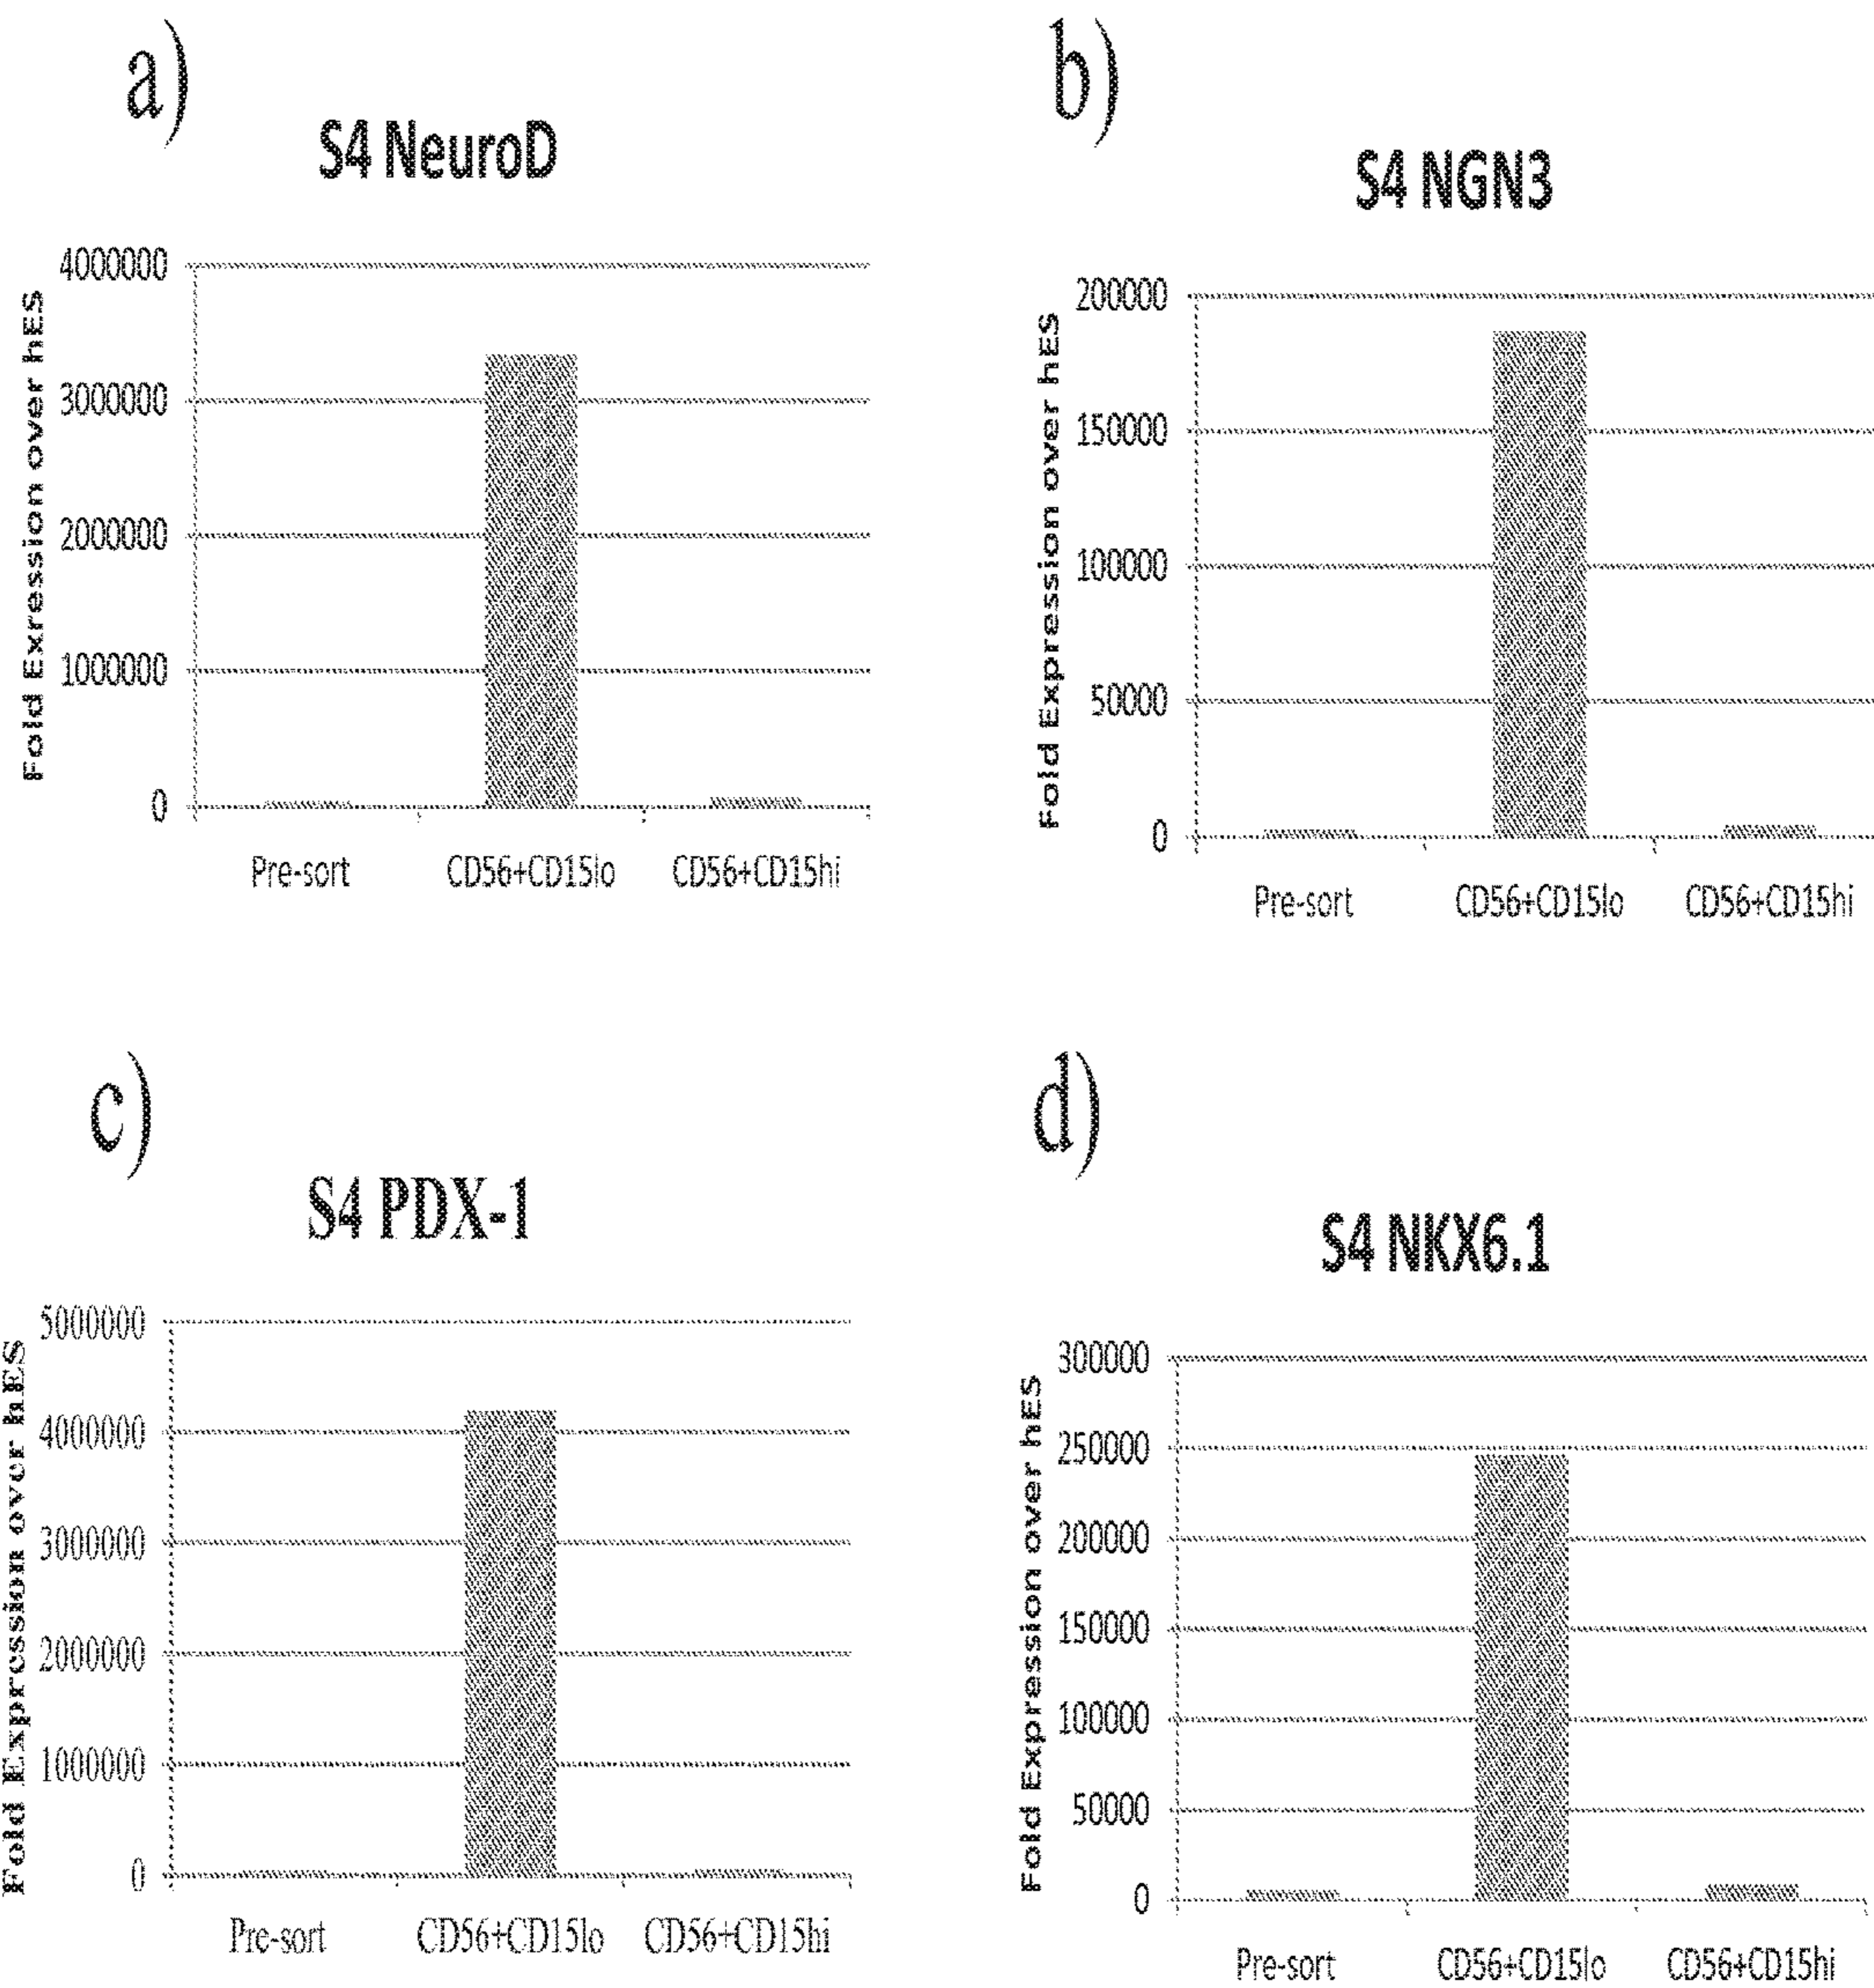 a)
S4 NeuroD
Fold Exression over hES
4000000
3000000
2000000
1000000
0
Pre-sort CD56+CD15lo CD56+CD15hi
b)
S4 NGN3
Fold Expression over hES
200000
150000
100000
50000
0
Pre-sort CD56+CD15lo CD56+CD15hi
c)
S4 PDX-1
Fold Expression over hES
5000000
4000000
3000000
2000000
1000000
0
Pre-sort CD56+CD15lo CD56+CD15hi
d)
S4 NKX6.1
Fold Expression over hES
300000
250000
200000
150000
100000
50000
0
Pre-sort CD56+CD15lo CD56+CD15hi